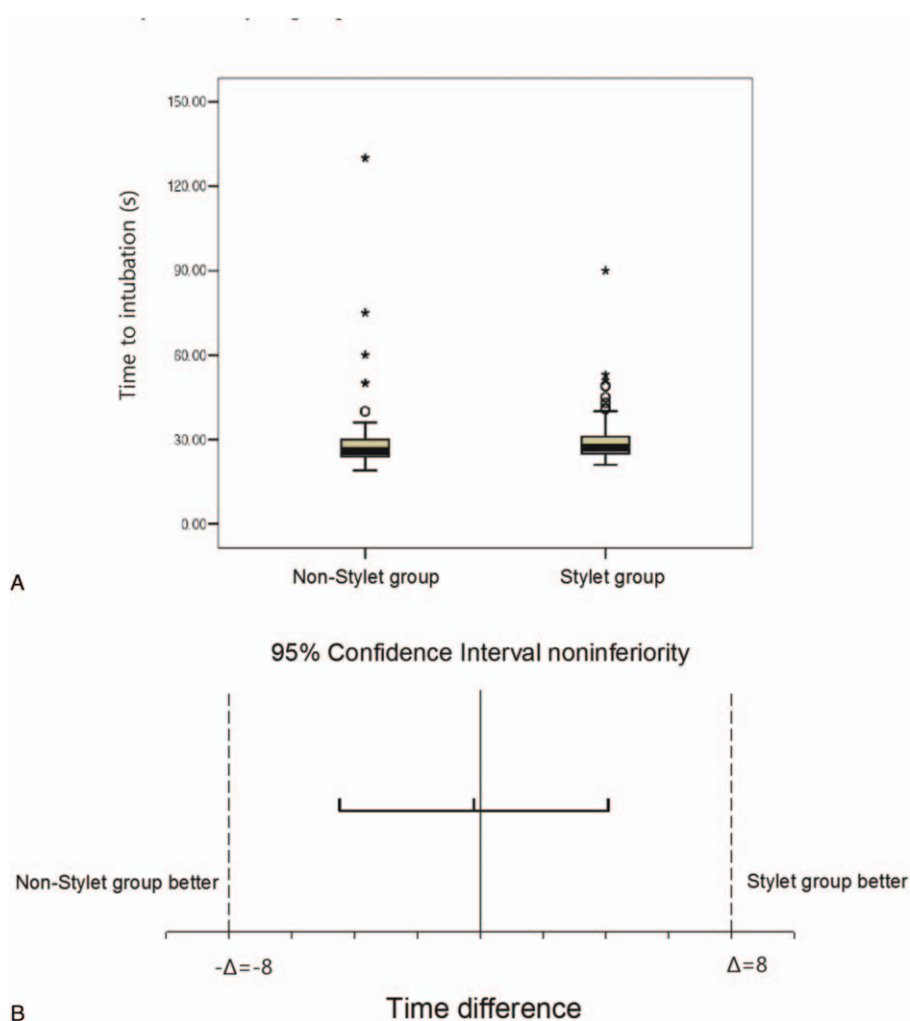 150.00
120.00
90.00
60.00
30.00
0.00
Time to intubation (s)
Non-Stylet group
Stylet group
A
95% Confidence Interval noninferiority
Non-Stylet group better
Stylet group better
-Δ=-8
Δ=8
Time difference
B